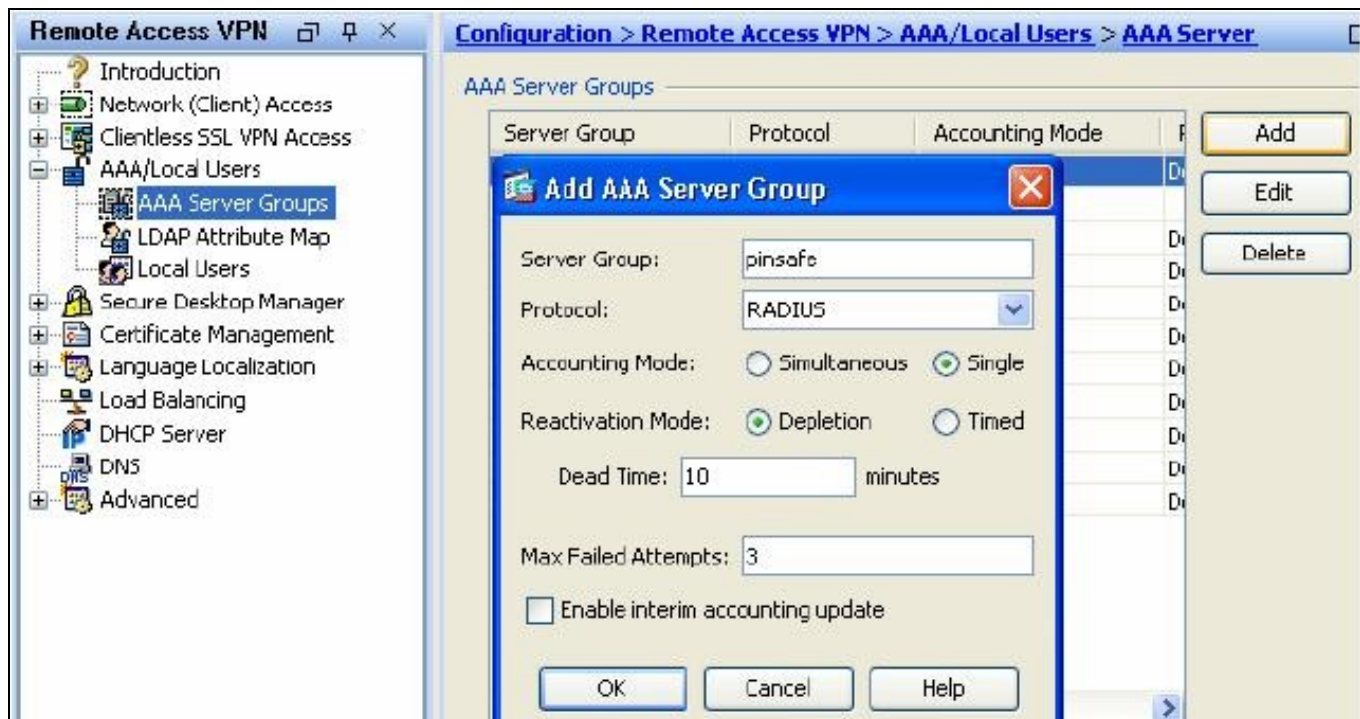 Remote Access VPN
Introduction
Network (Client) Access
Clientless SSL VPN Access
AAA/Local Users
AAA Server Groups
LDAP Attribute Map
Local Users
Secure Desktop Manager
Certificate Management
Language Localization
Load Balancing
DHCP Server
DNS
DNS
Advanced
Configuration > Remote Access VPN > AAA/Local Users > AAA Server
AAA Server Groups
Server Group Protocol Accounting Mode
Add
Edit
Delete
Add AAA Server Group
Server Group: pinsafe
Protocol: RADIUS
Accounting Mode: Simultaneous Single
Reactivation Mode: Depletion Timed
Dead Time: 10 minutes
Max Failed Attempts: 3
Enable interim accounting update
OK Cancel Help